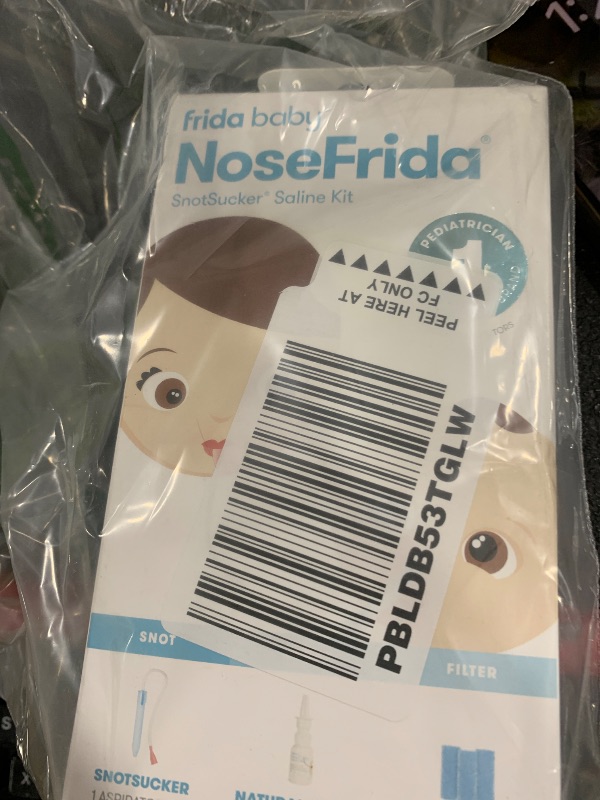 frida baby
NoseFrida®
SnotSucker® Saline Kit
PEDIATRICIAN
PEEL HERE AT
FC ONLY
PBLDB53TGLW
SNOT
FILTER
SNOTSUCKER